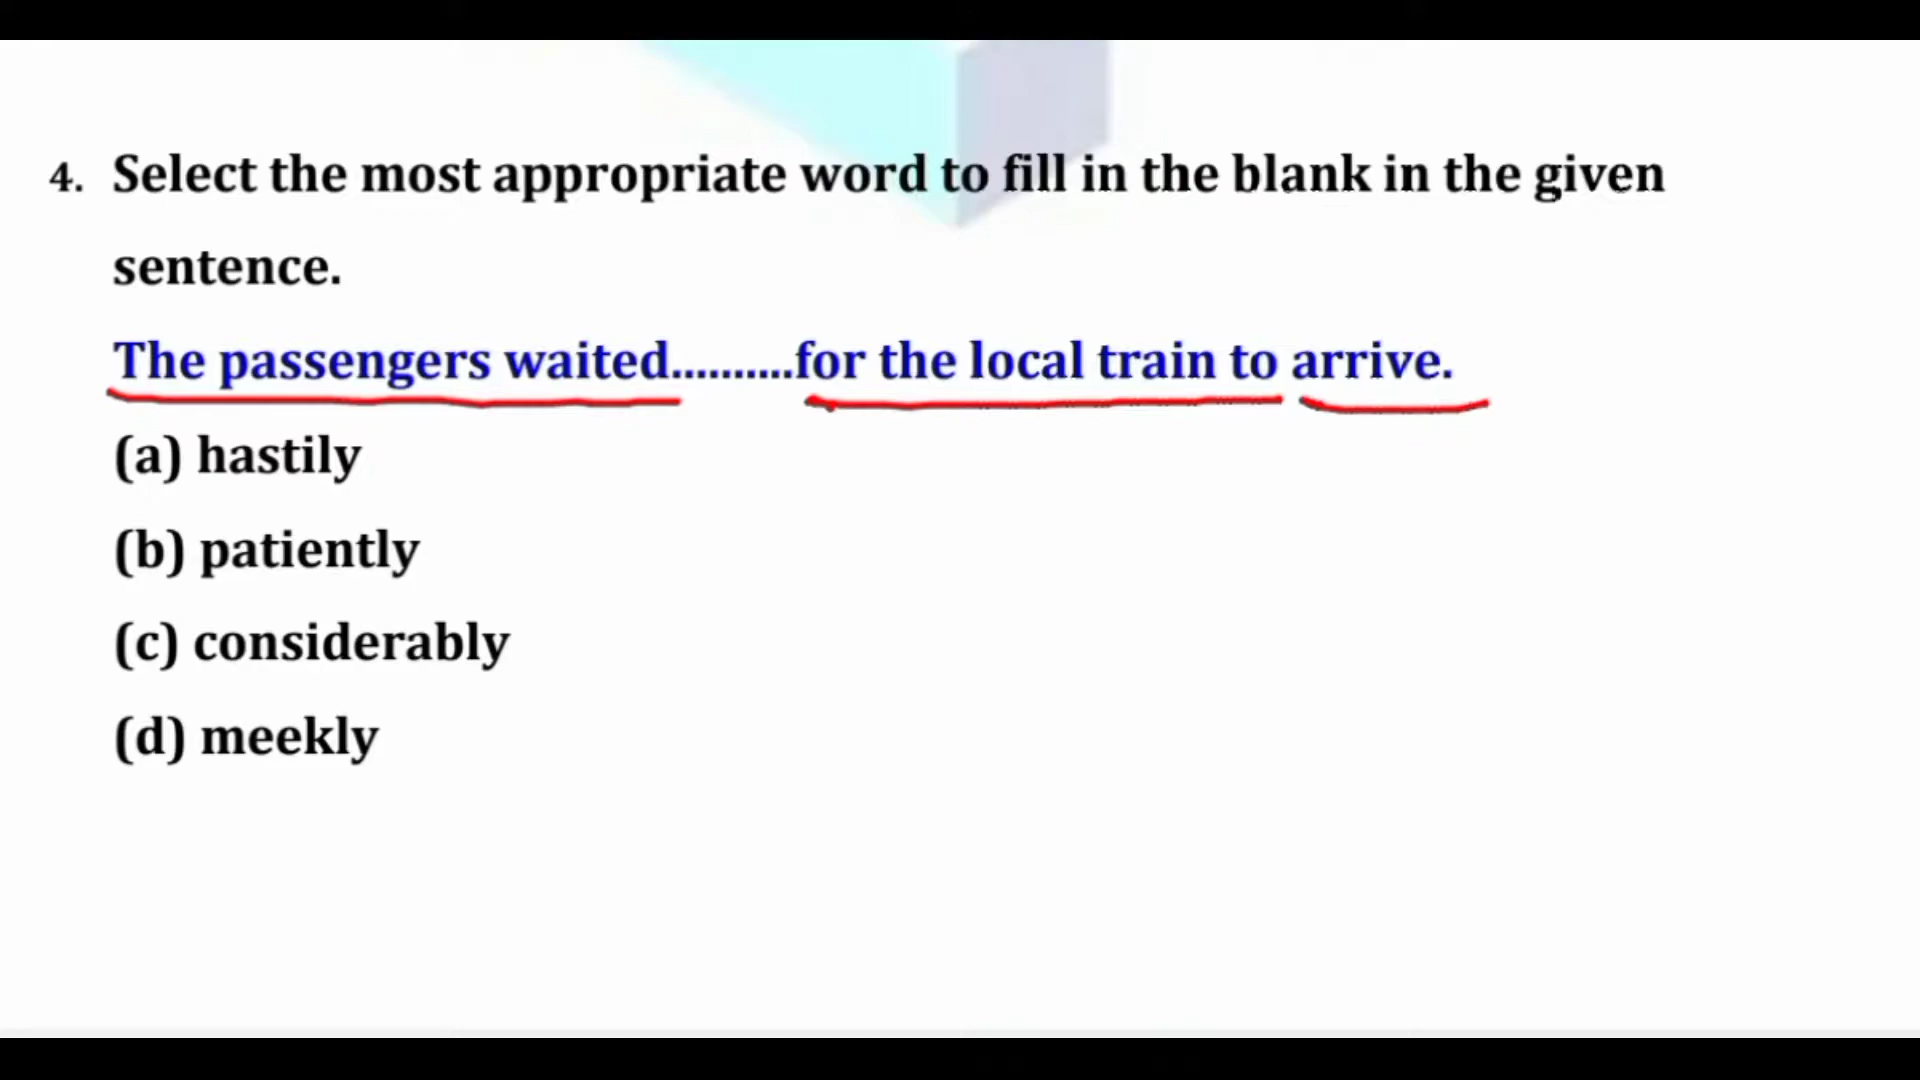 4. Select the most appropriate word to fill in the blank in the given
sentence.
The passengers waited..........for the local train to arrive.
(a) hastily
(b) patiently
(c) considerably
(d) meekly